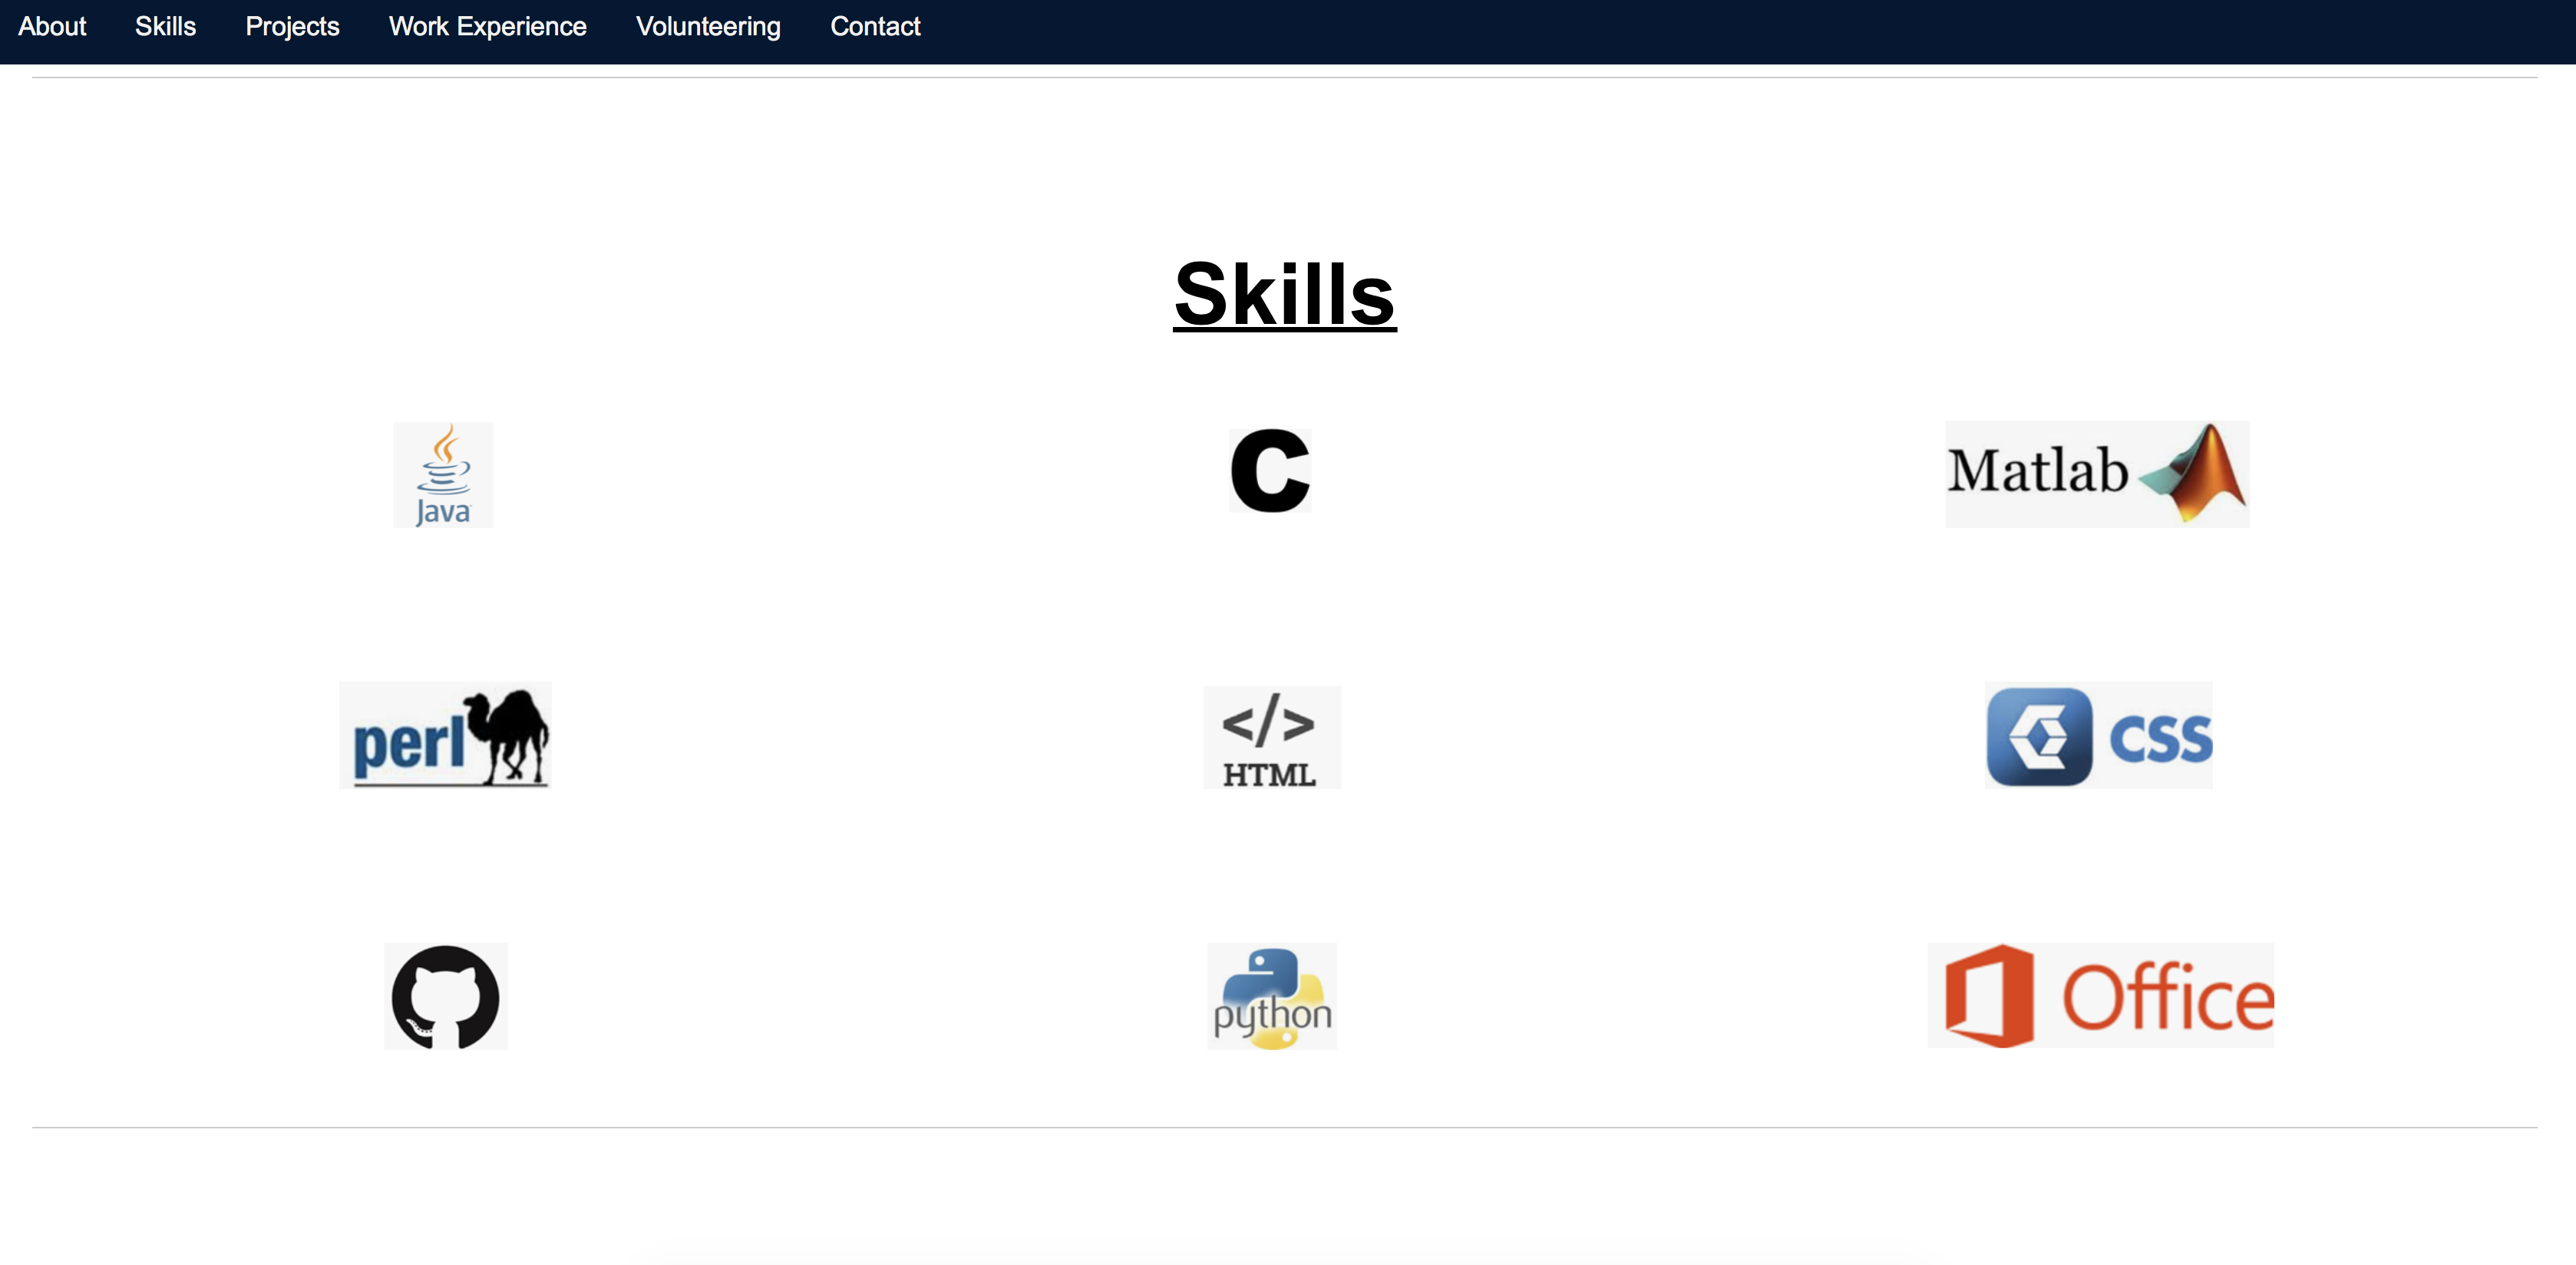 About Skills Projects Work Experience Volunteering Contact
Skills
Java C Matlab
perl </> HTML CSS
python Office